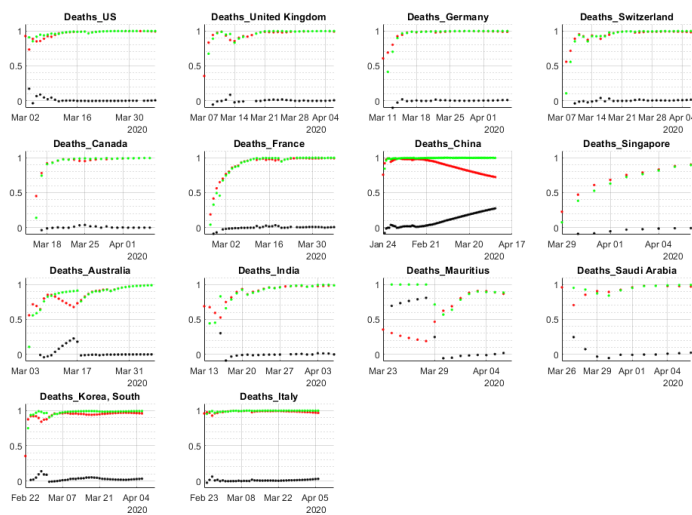 Deaths_US
1
0.5
0
Mar 02
Mar 16
Mar 30
2020
Deaths_United Kingdom
1
0.5
0
Mar 07
Mar 14
Mar 21
Mar 28
Apr 04
2020
Deaths_Germany
1
0.5
0
Mar 11
Mar 18
Mar 25
Apr 01
2020
Deaths_Switzerland
1
0.5
0
Mar 07
Mar 14
Mar 21
Mar 28
Apr 04
2020
Deaths_Canada
1
0.5
0
Mar 18
Mar 25
Apr 01
2020
Deaths_France
1
0.5
0
Mar 02
Mar 16
Mar 30
2020
Deaths_China
1
0.5
0
Jan 24
Feb 21
Mar 20
Apr 17
2020
Deaths_Singapore
1
0.5
0
Mar 29
Apr 01
Apr 04
2020
Deaths_Australia
1
0.5
0
Mar 03
Mar 17
Mar 31
2020
Deaths_India
1
0.5
0
Mar 13
Mar 20
Mar 27
Apr 03
2020
Deaths_Mauritius
1
0.5
0
Mar 23
Mar 29
Apr 04
2020
Deaths_Saudi Arabia
1
0.5
0
Mar 26
Mar 29
Apr 01
Apr 04
2020
Deaths_Korea, South
1
0.5
0
Feb 22
Mar 07
Mar 21
Apr 04
2020
Deaths_Italy
1
0.5
0
Feb 23
Mar 08
Mar 22
Apr 05
2020